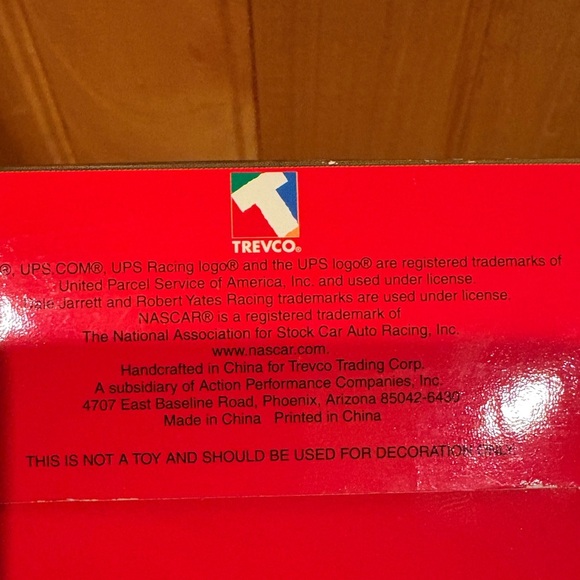 T
TREVCO®
®, UPS.COM®, UPS Racing logo® and the UPS logo® are registered trademarks of
United Parcel Service of America, Inc. and used under license.
Dale Jarrett and Robert Yates Racing trademarks are used under license
NASCAR® is a registered trademark of
The National Association for Stock Car Auto Racing, Inc.
www.nascar.com.
Handcrafted in China for Trevco Trading Corp.
A subsidiary of Action Performance Companies, Inc.
4707 East Baseline Road, Phoenix, Arizona 85042-6430
Made in China Printed in China
THIS IS NOT A TOY AND SHOULD BE USED FOR DECORATION ONLY